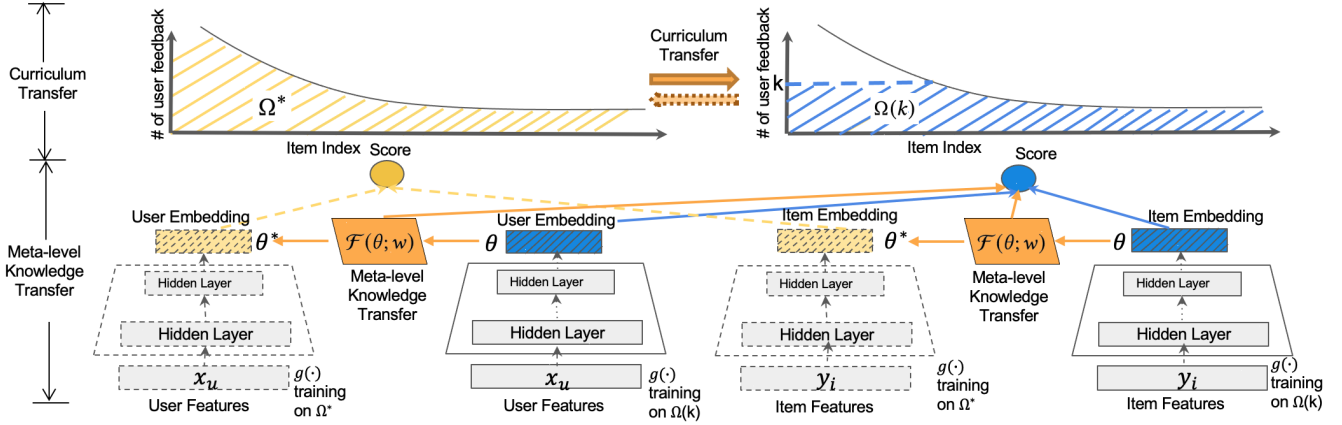 Curriculum
Transfer
# of user feedback
Ω*
Item Index
Curriculum
Transfer
# of user feedback
k
Ω(k)
Item Index
Meta-level
Knowledge
Transfer
Score
Score
User Embedding
θ*
F(θ; w)
Meta-level
Knowledge
Transfer
θ
User Embedding
Item Embedding
θ*
F(θ; w)
Meta-level
Knowledge
Transfer
θ
Item Embedding
Hidden Layer
Hidden Layer
Hidden Layer
Hidden Layer
Hidden Layer
Hidden Layer
Hidden Layer
Hidden Layer
x_u
User Features
g(·)
training
on Ω*
x_u
User Features
g(·)
training
on Ω(k)
y_i
Item Features
g(·)
training
on Ω*
y_i
Item Features
g(·)
training
on Ω(k)